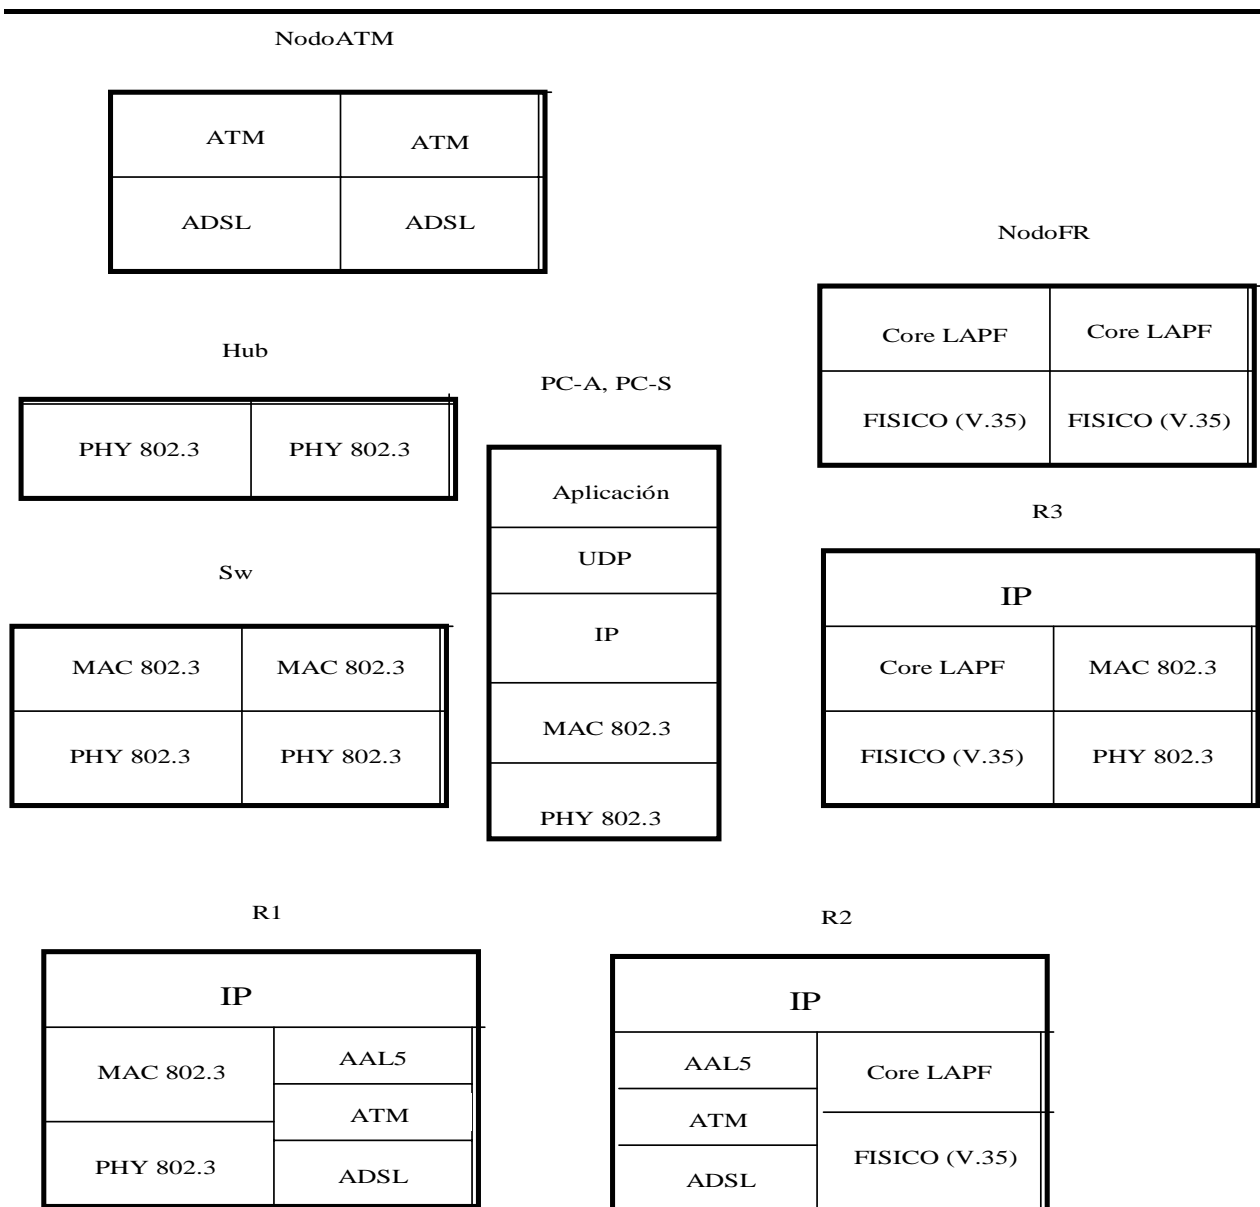 NodoATM
ATM ATM
ADSL ADSL
NodoFR
Core LAPF Core LAPF
FISICO (V.35) FISICO (V.35)
Hub
PHY 802.3 PHY 802.3
PC-A, PC-S
Aplicación
UDP
IP
MAC 802.3
PHY 802.3
R3
IP
Core LAPF MAC 802.3
FISICO (V.35) PHY 802.3
Sw
MAC 802.3 MAC 802.3
PHY 802.3 PHY 802.3
R1
IP
MAC 802.3
PHY 802.3
AAL5
ATM
ADSL
R2
IP
AAL5
ATM
ADSL
Core LAPF
FISICO (V.35)